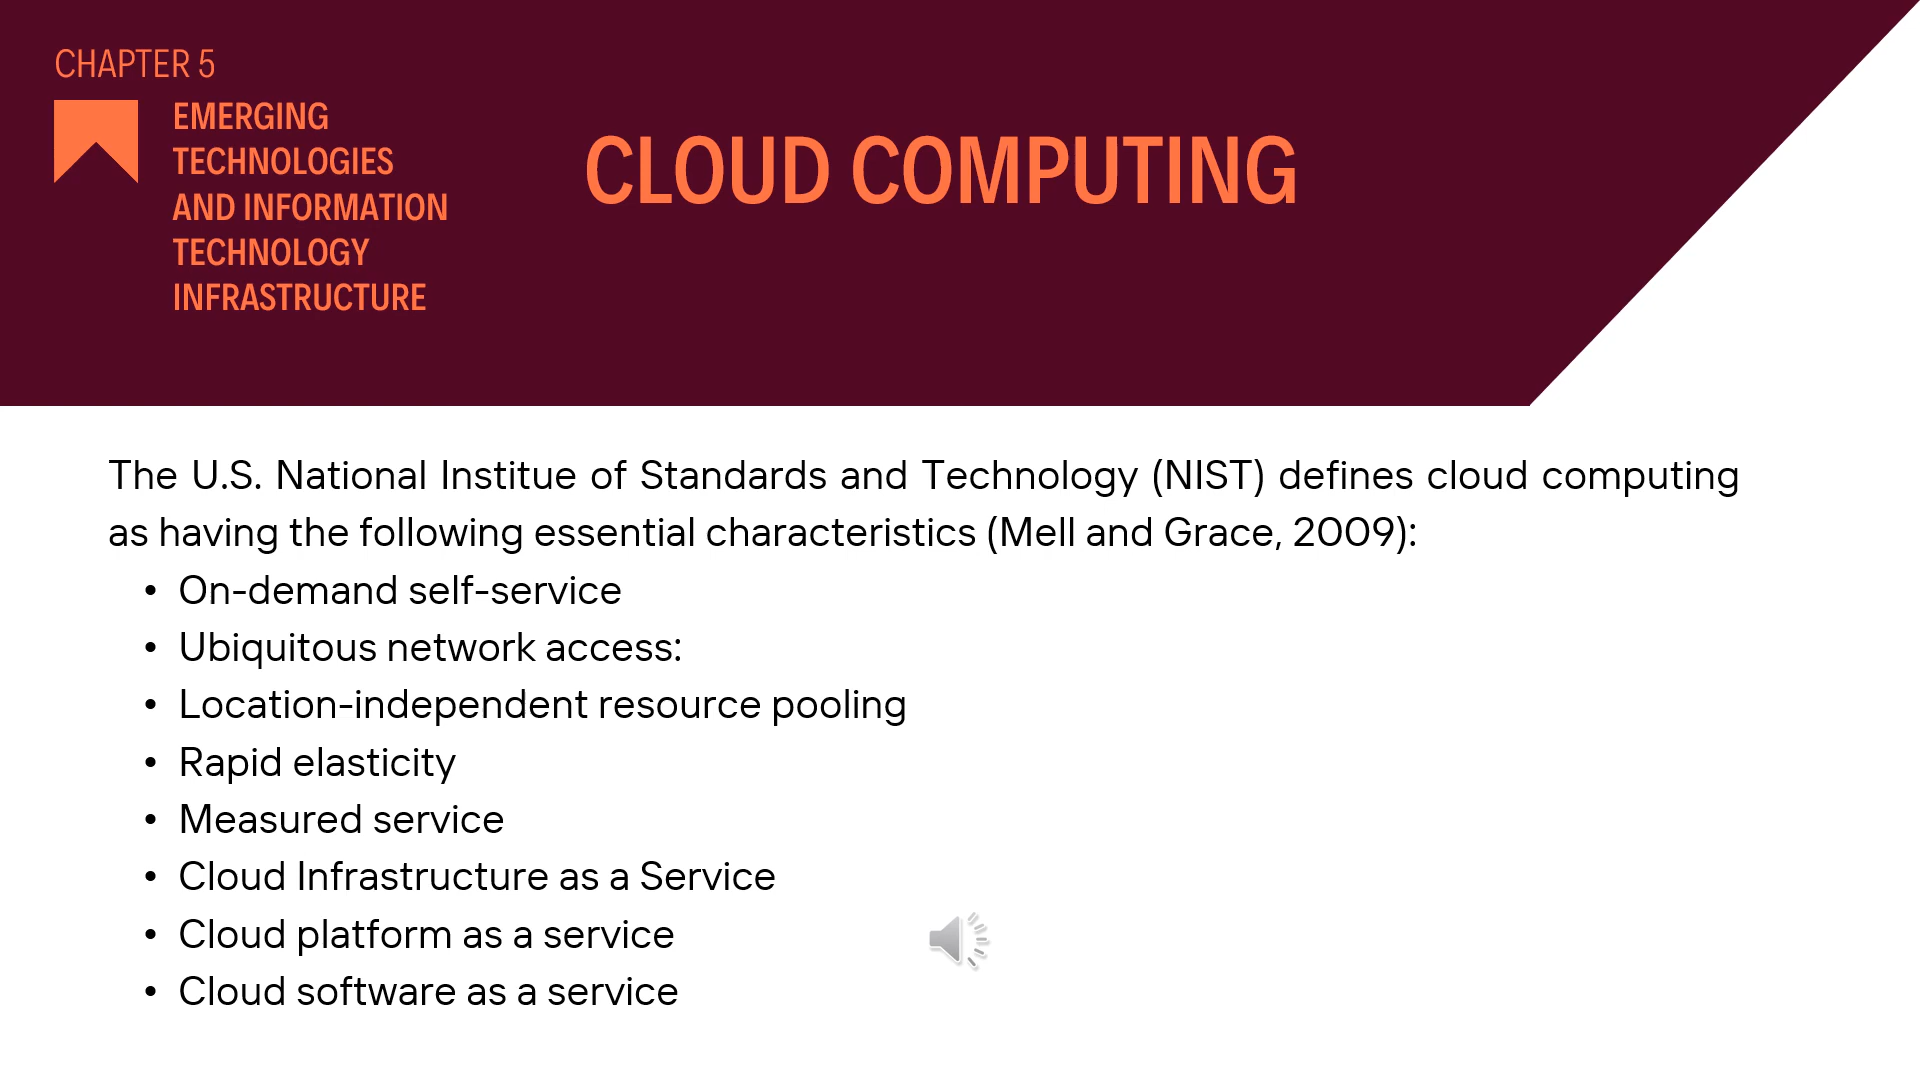 CHAPTER 5
EMERGING
TECHNOLOGIES
AND INFORMATION
TECHNOLOGY
INFRASTRUCTURE
CLOUD COMPUTING
The U.S. National Institue of Standards and Technology (NIST) defines cloud computing
as having the following essential characteristics (Mell and Grace, 2009):
• On-demand self-service
• Ubiquitous network access:
• Location-independent resource pooling
• Rapid elasticity
• Measured service
• Cloud Infrastructure as a Service
• Cloud platform as a service
• Cloud software as a service